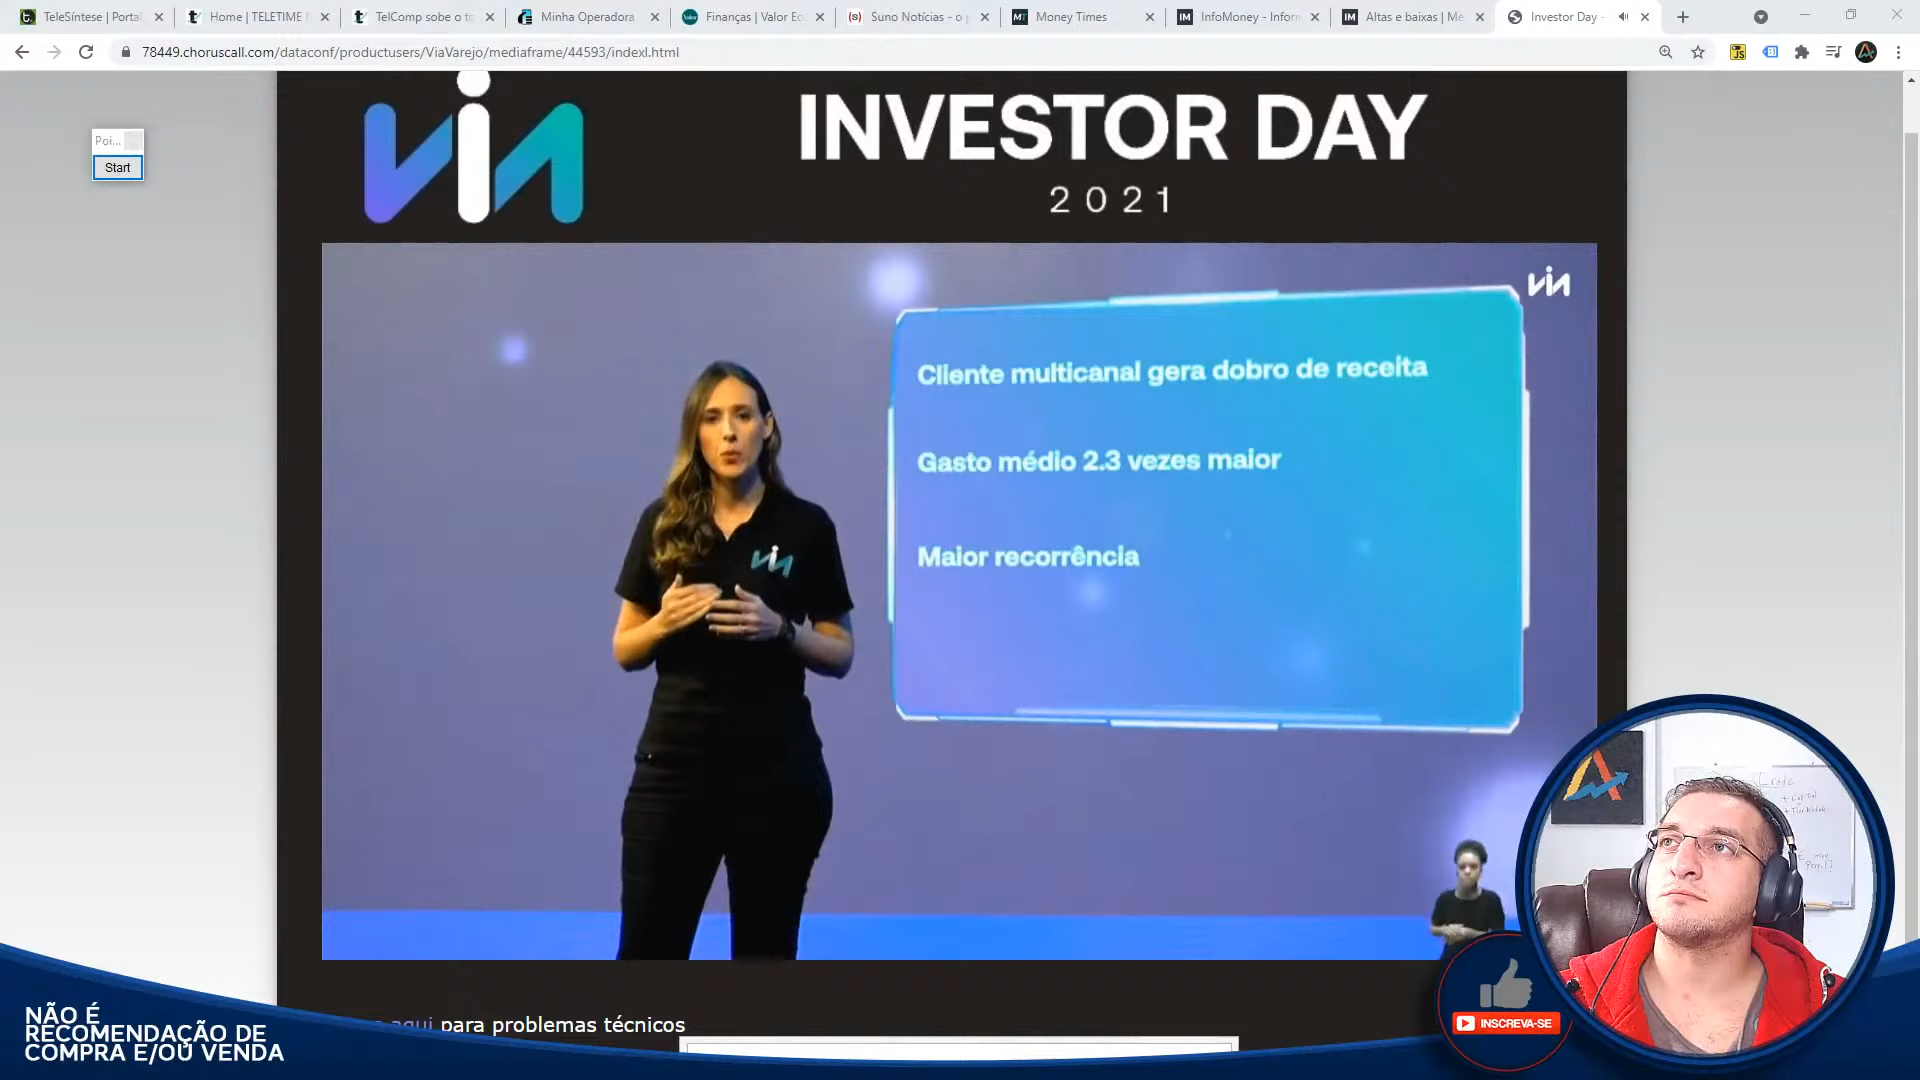 TeleSíntese | Portal
Home | TELETIME
TelComp sobe o to
Minha Operadora
Finanças | Valor Ec
Suno Notícias - o p
Money Times
InfoMoney - Inform
Altas e baixas | Me
Investor Day -
78449.choruscall.com/dataconf/productusers/ViaVarejo/mediaframe/44593/indexl.html
Poi...
Start
via
INVESTOR DAY
2021
via
Cliente multicanal gera dobro de receita
Gasto médio 2.3 vezes maior
Maior recorrência
via
aqui para problemas técnicos
NÃO É
RECOMENDAÇÃO DE
COMPRA E/OU VENDA
INSCREVA-SE